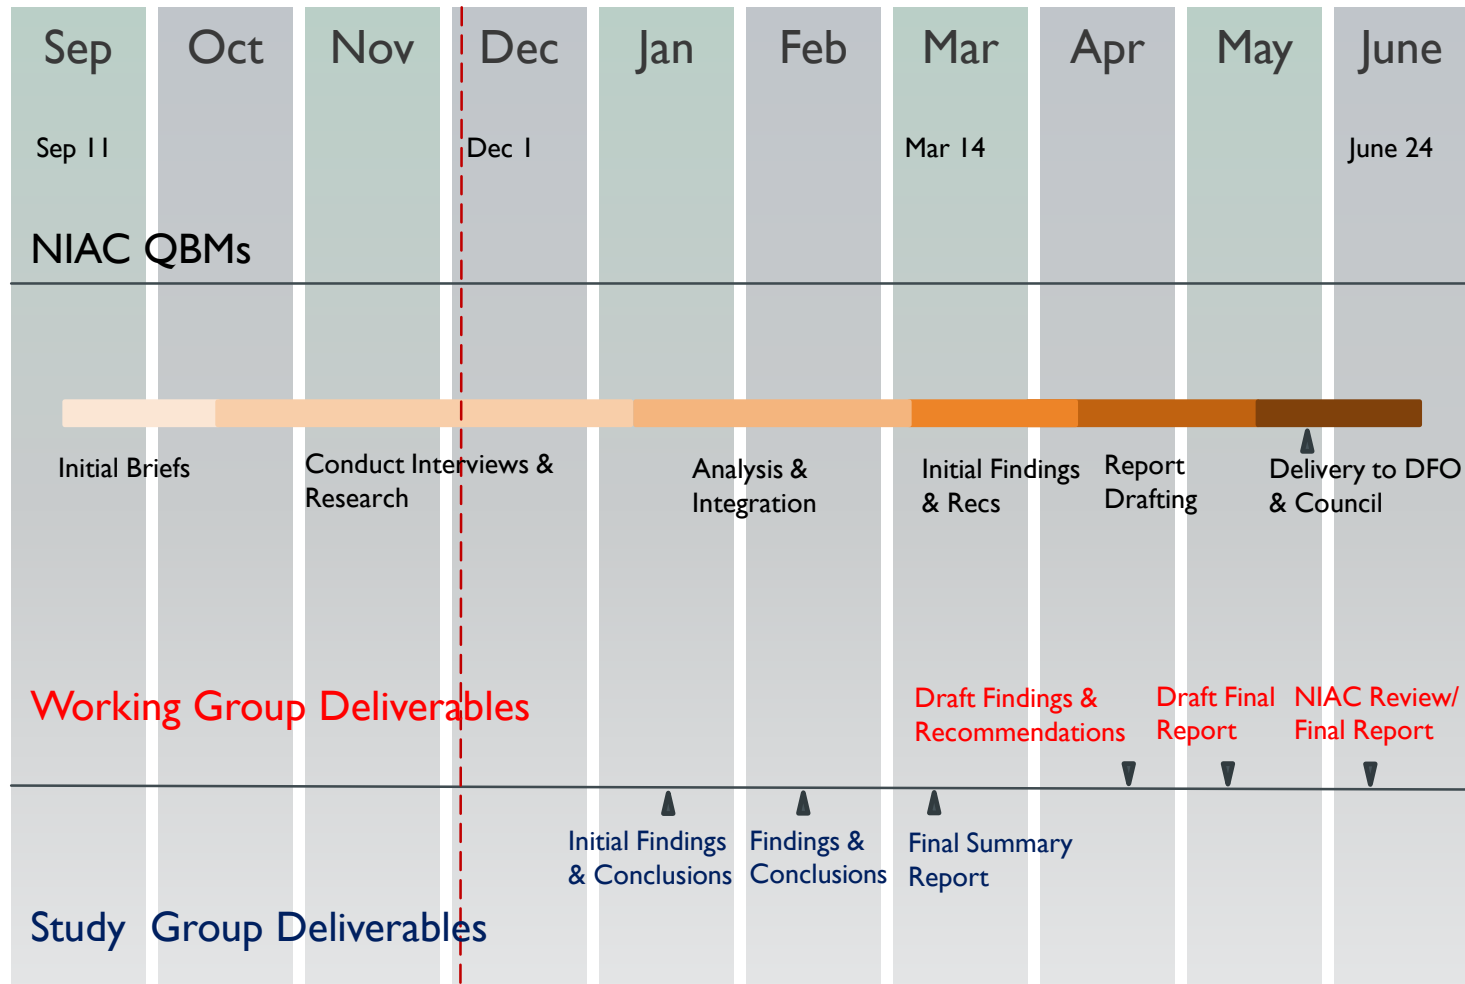 Sep Oct Nov Dec Jan Feb Mar Apr May June
Sep 11 Dec 1 Mar 14 June 24
NIAC QBMs
Initial Briefs
Conduct Interviews &
Research
Analysis &
Integration
Initial Findings
& Recs
Report
Drafting
Delivery to DFO
& Council
Working Group Deliverables
Draft Findings &
Recommendations
Draft Final
Report
NIAC Review/
Final Report
Initial Findings
& Conclusions
Findings &
Conclusions
Final Summary
Report
Study  Group Deliverables